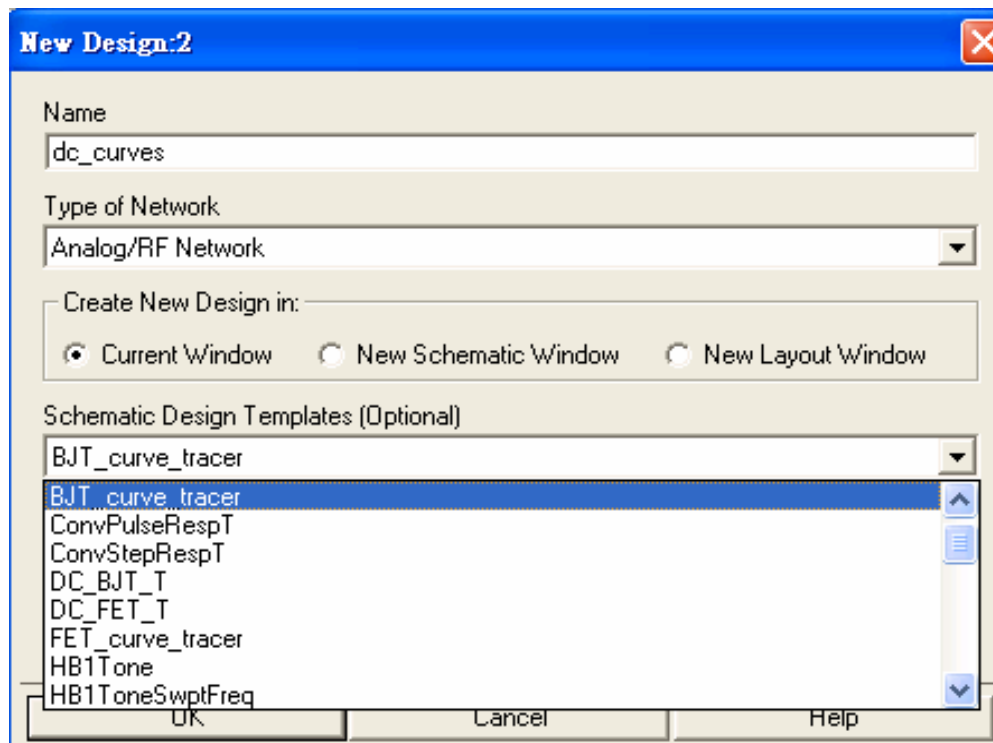 New Design:2
Name
dc_curves
Type of Network
Analog/RF Network
Create New Design in:
Current Window New Schematic Window New Layout Window
Schematic Design Templates (Optional)
BJT_curve_tracer
BJT_curve_tracer
ConvPulseRespT
ConvStepRespT
DC_BJT_T
DC_FET_T
FET_curve_tracer
HB1Tone
HB1ToneSwptFreq
OK Cancel Help